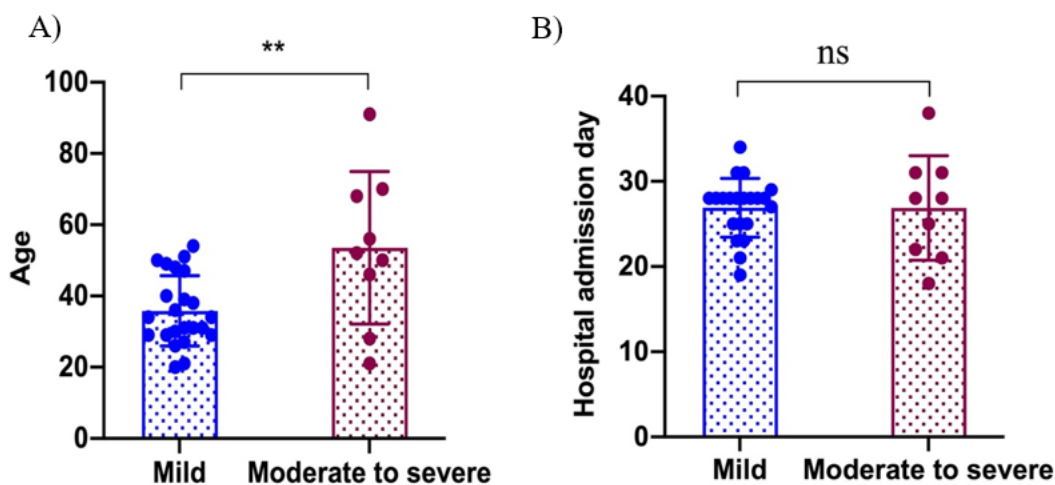 A)
**
Age
100
80
60
40
20
0
Mild
Moderate to severe
B)
ns
Hospital admission day
40
30
20
10
0
Mild
Moderate to severe